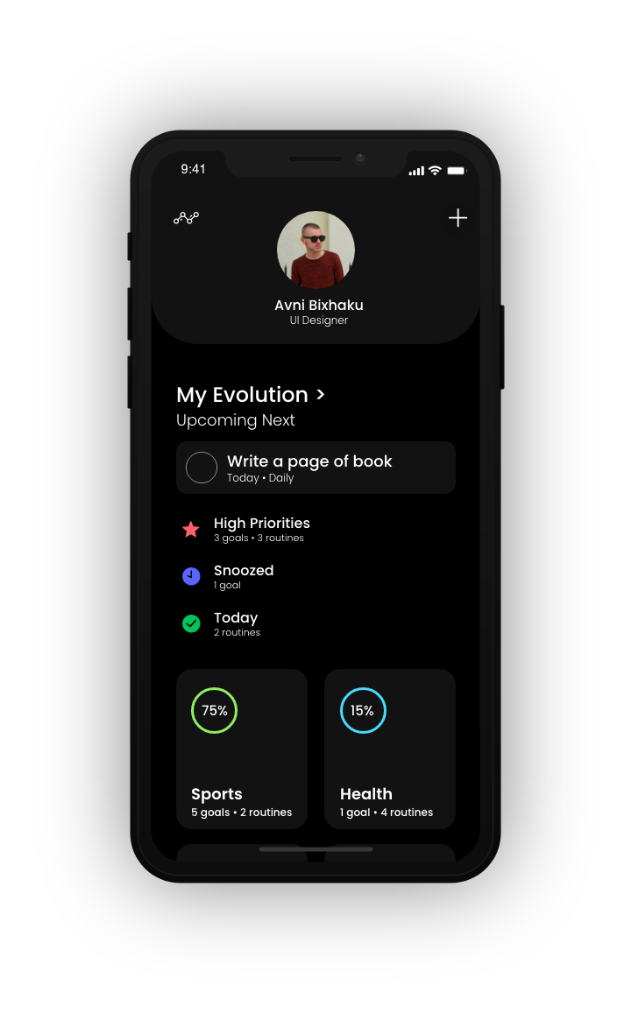 9:41
Avni Bixhaku
UI Designer
My Evolution >
Upcoming Next
Write a page of book
Today • Daily
High Priorities
3 goals • 3 routines
Snoozed
1 goal
Today
2 routines
75%
15%
Sports
Health
5 goals • 2 routines
1 goal • 4 routines